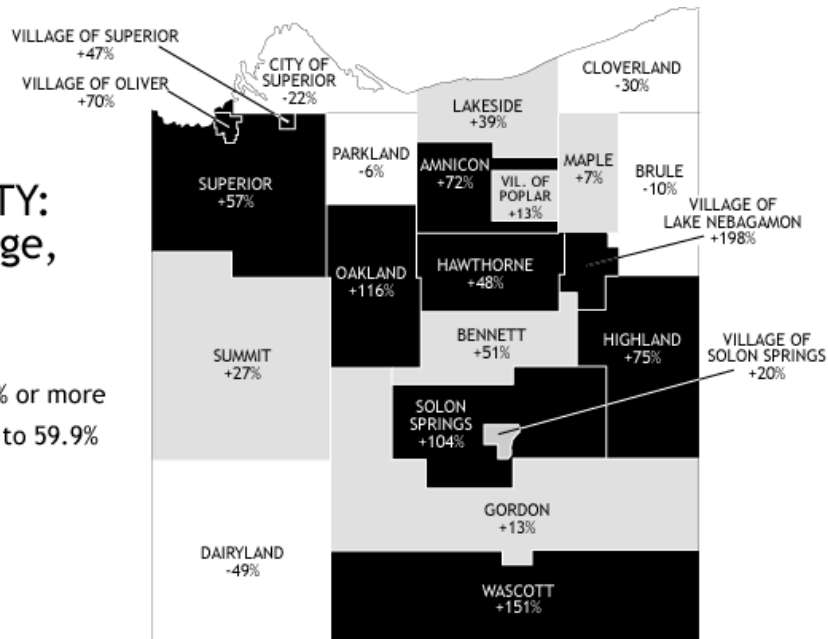 VILLAGE OF SUPERIOR
+47%
VILLAGE OF OLIVER
+70%
CITY OF
SUPERIOR
-22%
CLOVERLAND
-30%
LAKESIDE
+39%
PARKLAND
-6%
AMNICON
+72%
MAPLE
+7%
BRULE
-10%
VIL. OF
POPLAR
+13%
TY:
ge,
SUPERIOR
+57%
VILLAGE OF
LAKE NEBAGAMON
+198%
OAKLAND
+116%
HAWTHORNE
+48%
BENNETT
+51%
HIGHLAND
+75%
VILLAGE OF
SOLON SPRINGS
+20%
SUMMIT
+27%
% or more
to 59.9%
SOLON
SPRINGS
+104%
GORDON
+13%
DAIRYLAND
-49%
WASCOTT
+151%